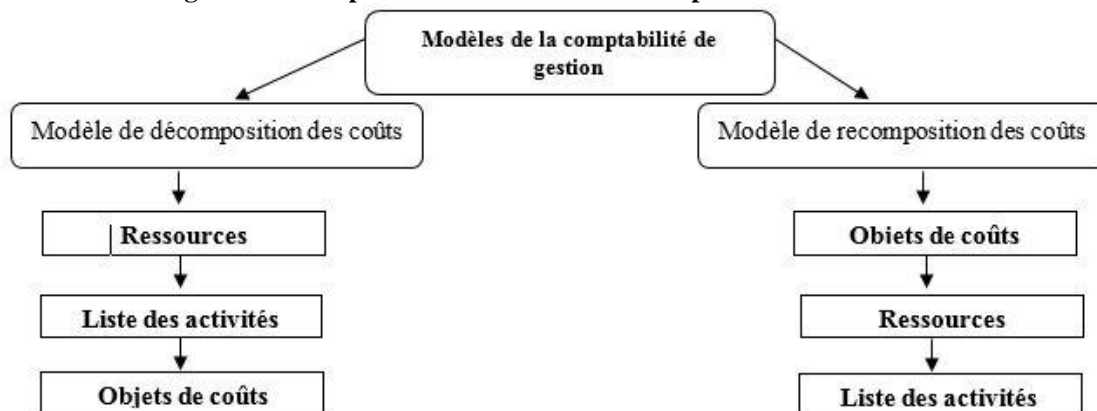 Modèles de la comptabilité de
gestion
Modèle de décomposition des coûts
Modèle de recomposition des coûts
Ressources
Objets de coûts
Liste des activités
Ressources
Objets de coûts
Liste des activités